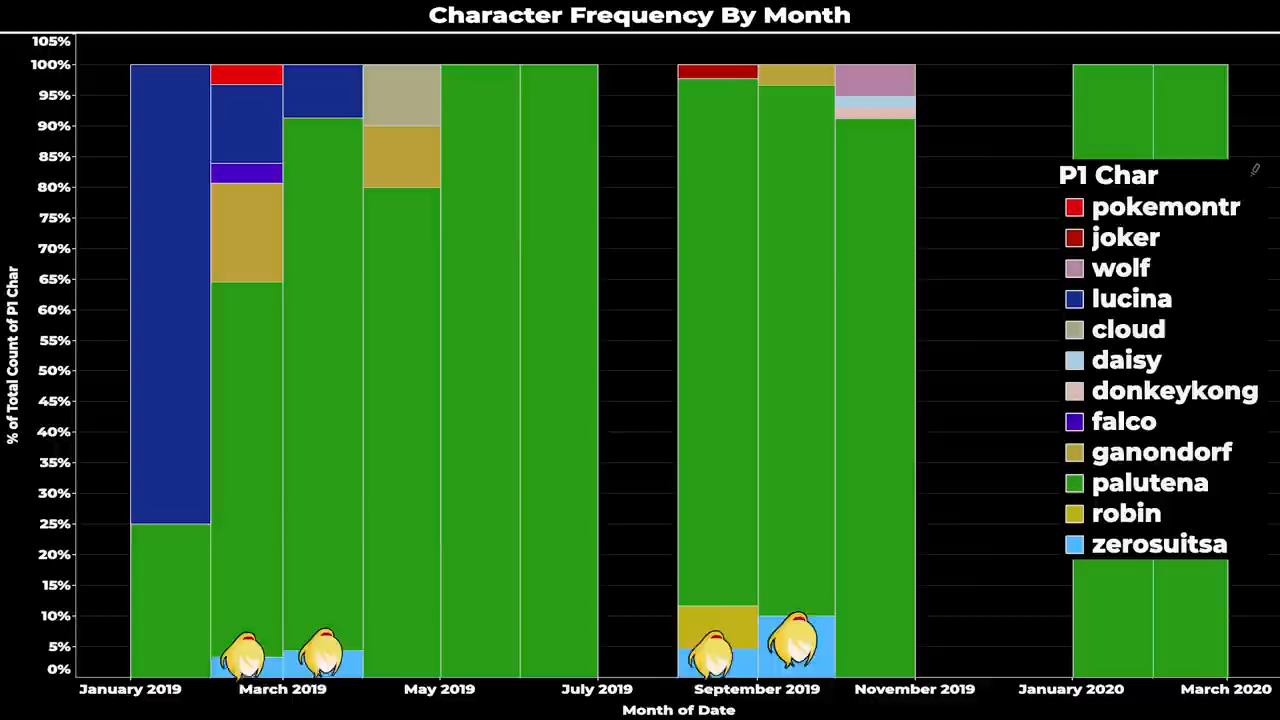 Character Frequency By Month
105%
100%
95%
90%
85%
80%
75%
70%
65%
60%
55%
50%
45%
40%
35%
30%
25%
20%
15%
10%
5%
0%
% of Total Count of P1 Char
January 2019
March 2019
May 2019
July 2019
September 2019
November 2019
January 2020
March 2020
Month of Date
P1 Char
pokemontr
joker
wolf
lucina
cloud
daisy
donkeykong
falco
ganondorf
palutena
robin
zerosuitsa